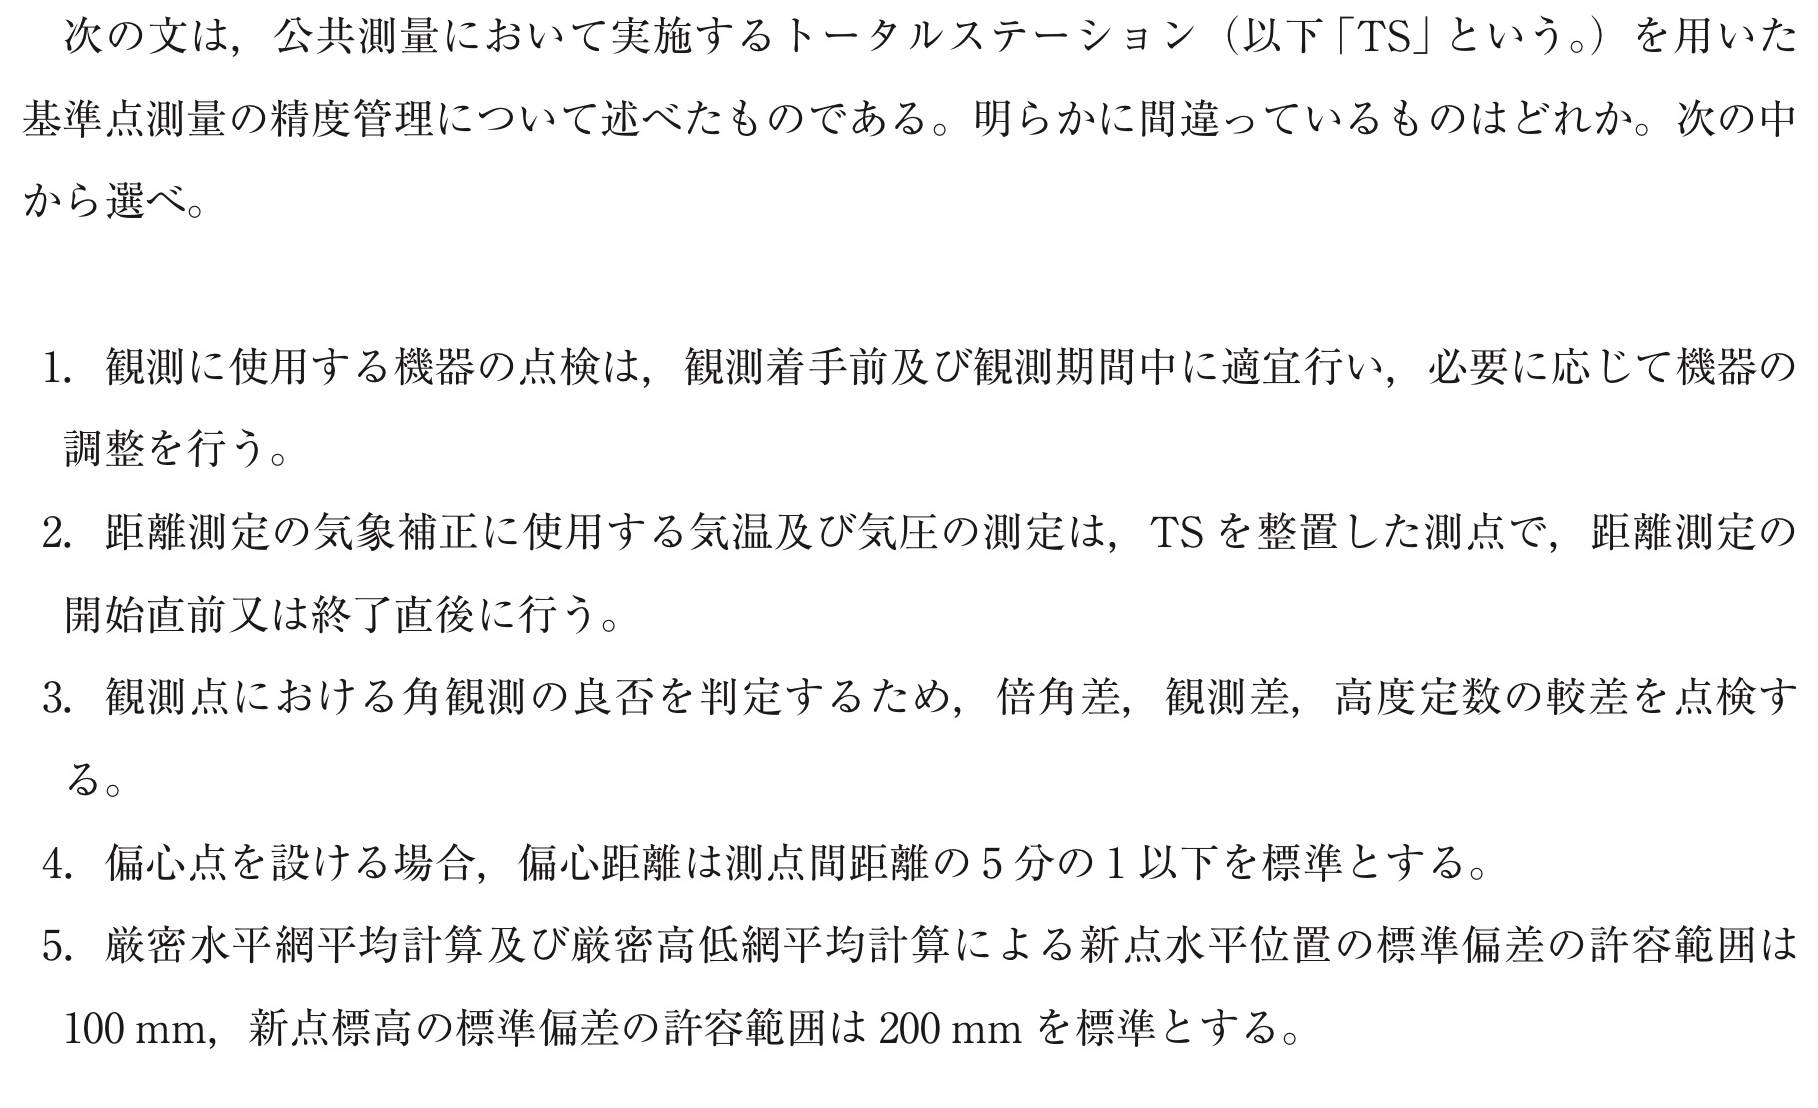 次の文は，公共測量において実施するトータルステーション（以下「TS」という。）を用いた
基準点測量の精度管理について述べたものである。明らかに間違っているものはどれか。次の中
から選べ。
1. 観測に使用する機器の点検は，観測着手前及び観測期間中に適宜行い，必要に応じて機器の
調整を行う。
2. 距離測定の気象補正に使用する気温及び気圧の測定は，TS を整置した測点で，距離測定の
開始直前又は終了直後に行う。
3. 観測点における角観測の良否を判定するため，倍角差，観測差，高度定数の較差を点検す
る。
4. 偏心点を設ける場合，偏心距離は測点間距離の 5 分の 1 以下を標準とする。
5. 厳密水平網平均計算及び厳密高低網平均計算による新点水平位置の標準偏差の許容範囲は
100 mm，新点標高の標準偏差の許容範囲は 200 mm を標準とする。